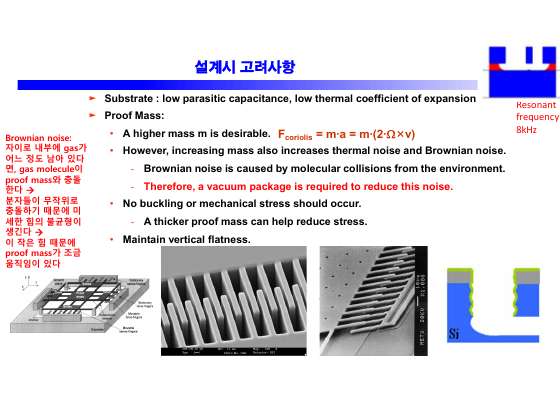 설계시 고려사항
► Substrate : low parasitic capacitance, low thermal coefficient of expansion
► Proof Mass:
• A higher mass m is desirable. Fcoriolis = m·a = m·(2·Ω×v)
• However, increasing mass also increases thermal noise and Brownian noise.
- Brownian noise is caused by molecular collisions from the environment.
- Therefore, a vacuum package is required to reduce this noise.
• No buckling or mechanical stress should occur.
- A thicker proof mass can help reduce stress.
• Maintain vertical flatness.
Resonant
frequency
8kHz
Brownian noise:
자이로 내부에 gas가
어느 정도 남아 있다
면, gas molecule이
proof mass와 충돌
한다 →
분자들이 무작위로
충돌하기 때문에 미
세한 힘의 불균형이
생긴다 →
이 작은 힘 때문에
proof mass가 조금
움직임이 있다
METU 20KV X1,000
Si